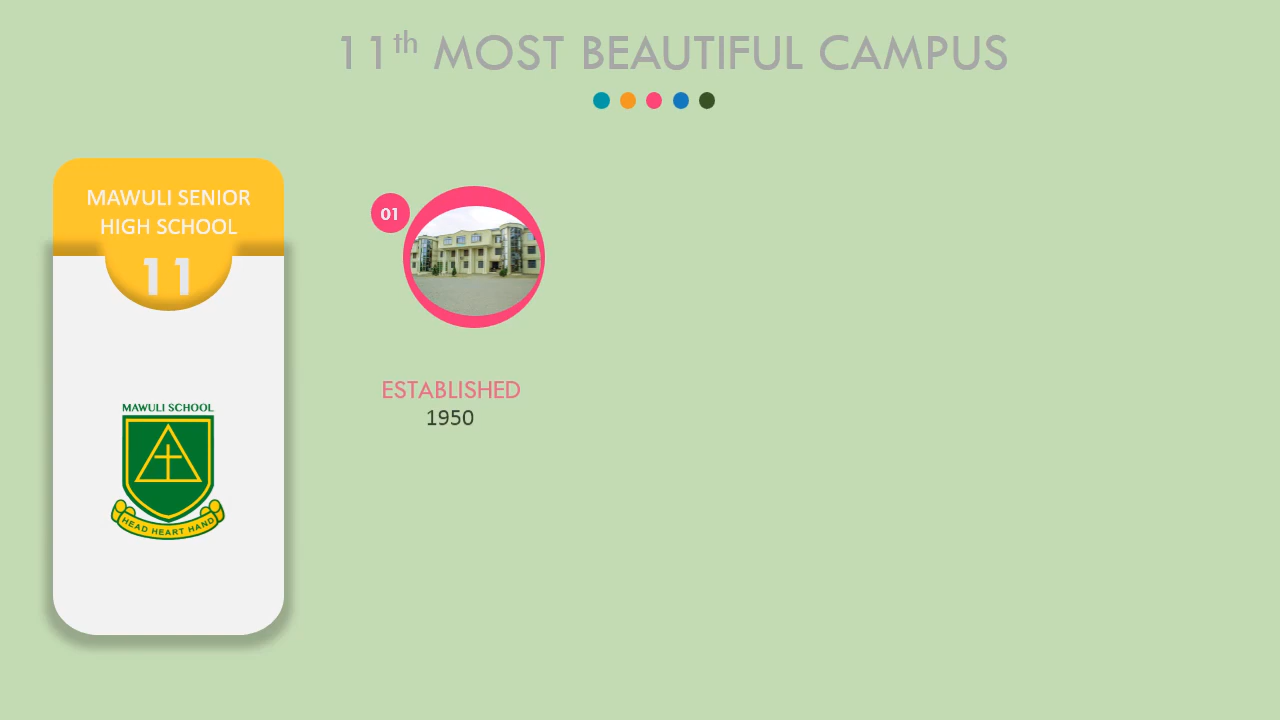 11th MOST BEAUTIFUL CAMPUS
MAWULI SENIOR
HIGH SCHOOL
11
01
ESTABLISHED
1950
MAWULI SCHOOL
HEAD HEART HAND